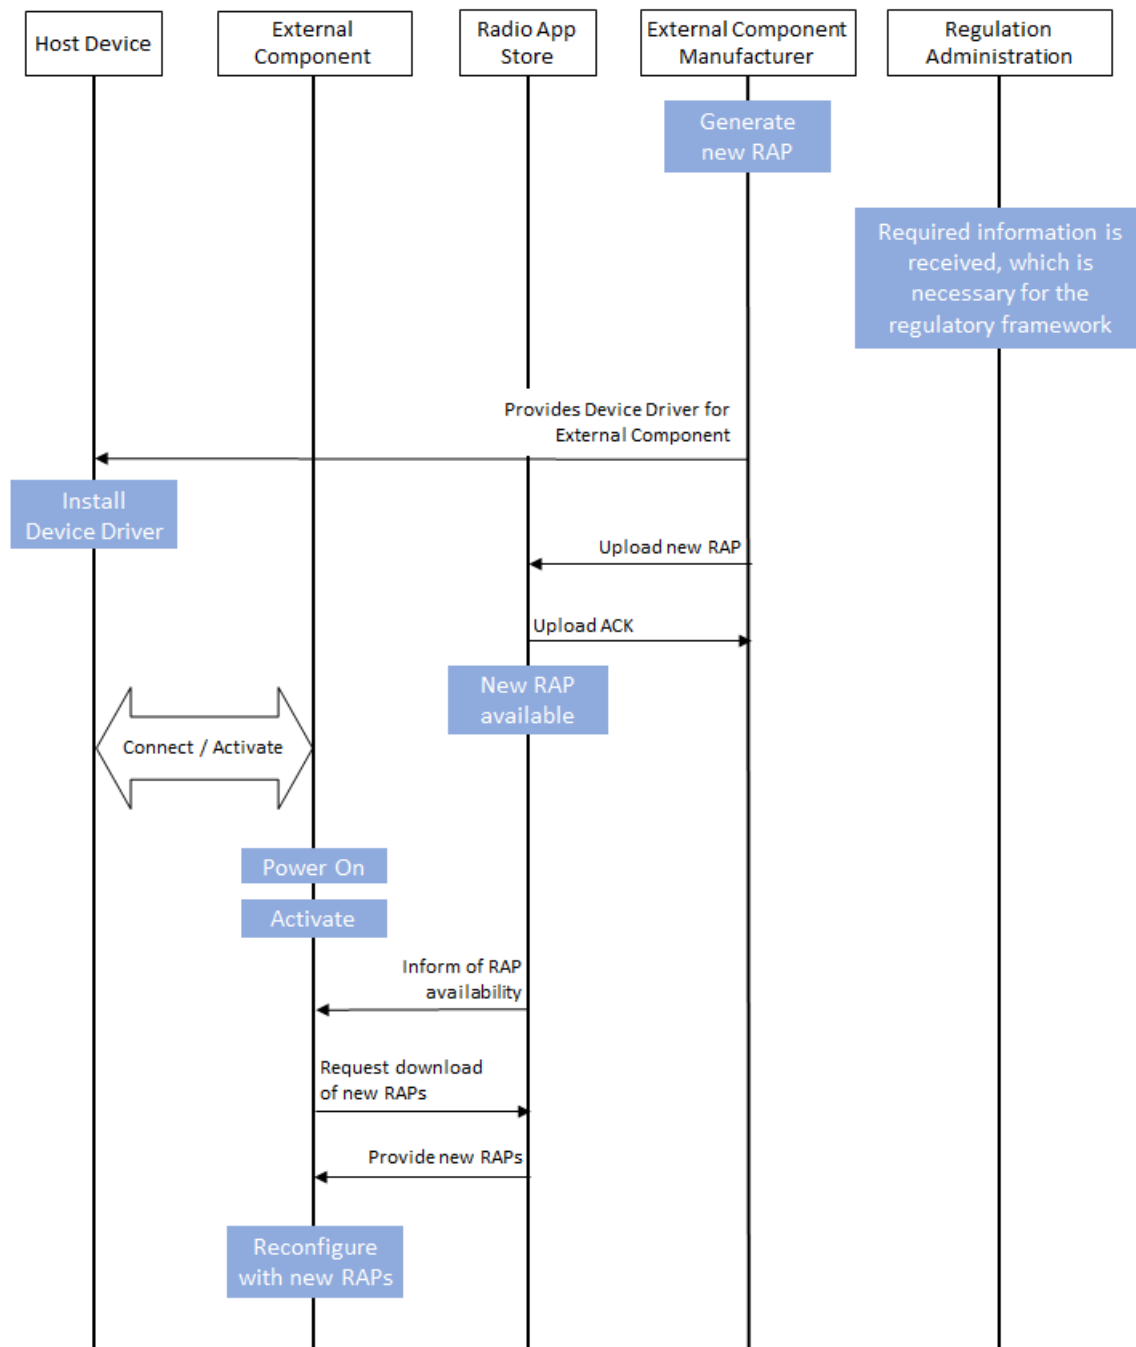 Host Device
External
Component
Radio App
Store
External Component
Manufacturer
Regulation
Administration
Generate
new RAP
Required information is
received, which is
necessary for the
regulatory framework
Provides Device Driver for
External Component
Install
Device Driver
Upload new RAP
Upload ACK
New RAP
available
Connect / Activate
Power On
Activate
Inform of RAP
availability
Request download
of new RAPs
Provide new RAPs
Reconfigure
with new RAPs